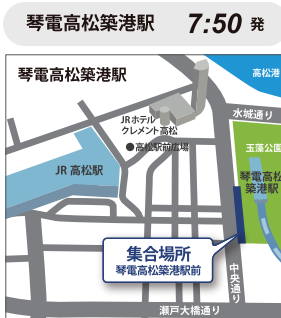 琴電高松築港駅 7:50 発
琴電高松築港駅
高松港
JRホテル
クレメント高松
水城通り
●高松駅前広場
玉藻公園
JR 高松駅
琴電高松
築港駅
集合場所
琴電高松築港駅前
中央通り
瀬戸大橋通り